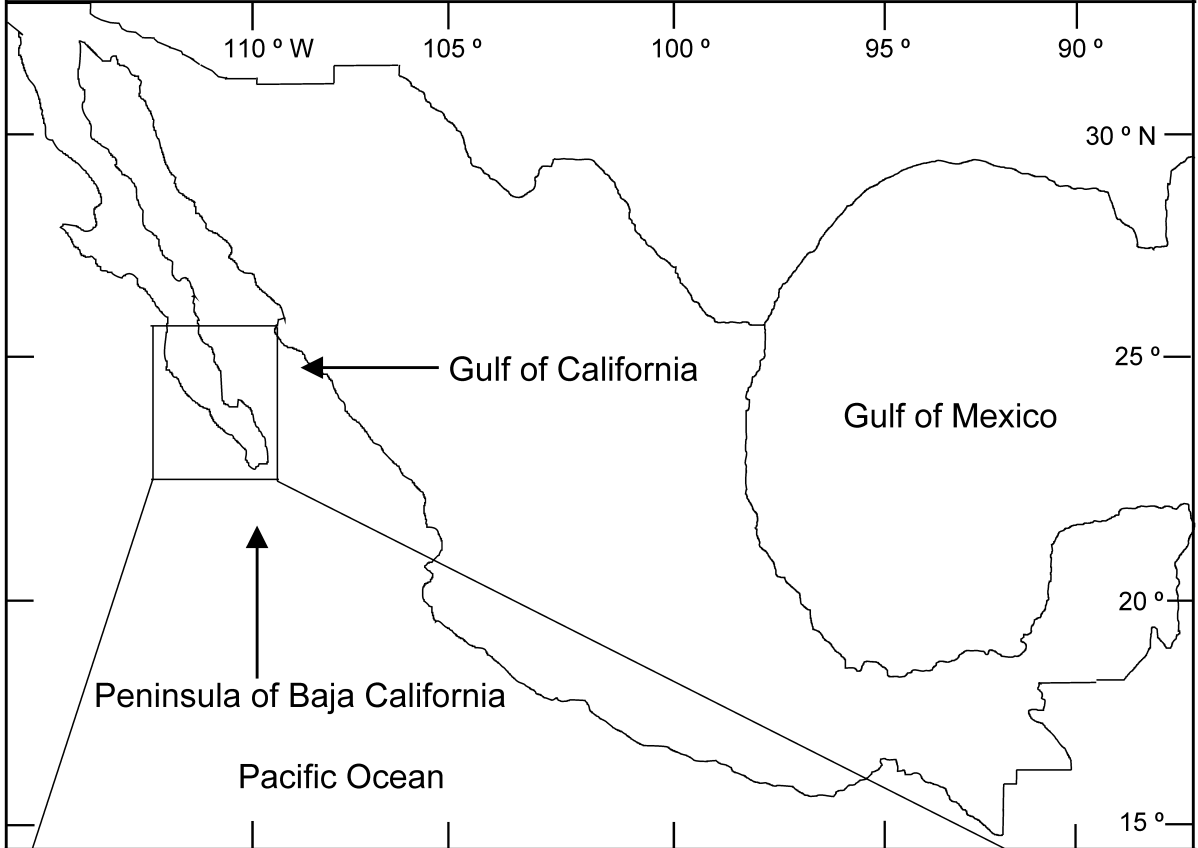 110 º W
105 º
100 º
95 º
90 º
30 º N
25 º
Gulf of California
Gulf of Mexico
20 º
Peninsula of Baja California
Pacific Ocean
15 º